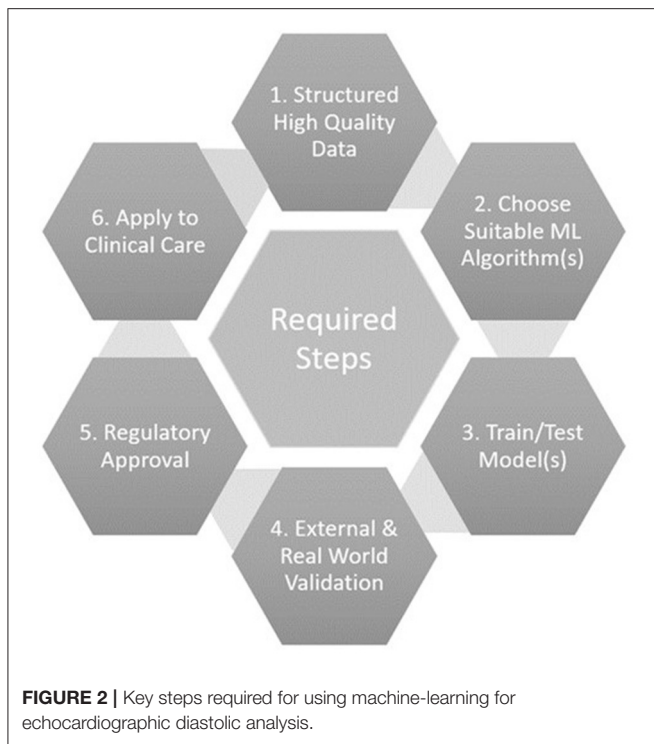 1. Structured
High Quality
Data
2. Choose
Suitable ML
Algorithm(s)
3. Train/Test
Model(s)
4. External &
Real World
Validation
5. Regulatory
Approval
6. Apply to
Clinical Care
Required
Steps
FIGURE 2 | Key steps required for using machine-learning for
echocardiographic diastolic analysis.